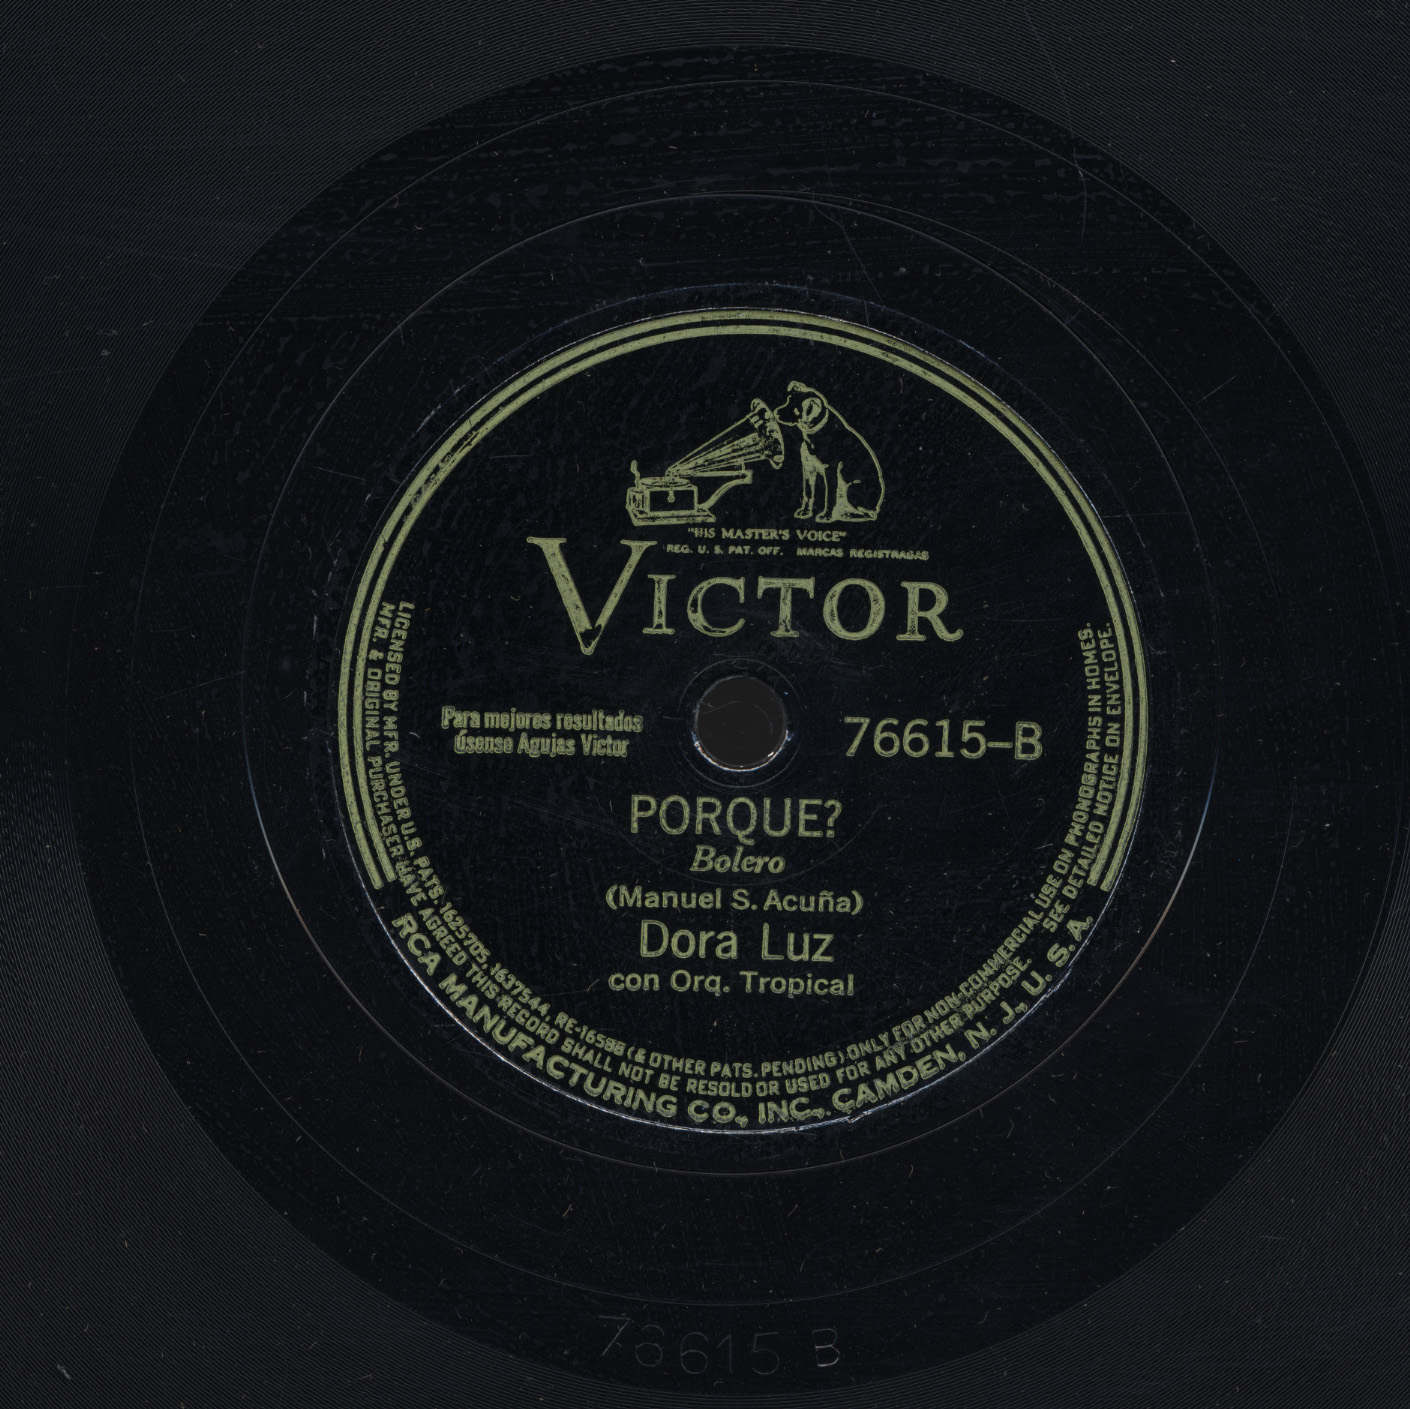 "HIS MASTER'S VOICE"
REG. U. S. PAT. OFF. MARCAS REGISTRADAS
VICTOR
Para mejores resultados
úsense Agujas Victor
76615-B
PORQUE?
Bolero
(Manuel S. Acuña)
Dora Luz
con Orq. Tropical
LICENSED BY MFR. UNDER U.S. PATS. 1625705, 1637544, RE-16588 (& OTHER PATS. PENDING) ONLY FOR NON-COMMERCIAL USE ON PHONOGRAPHS IN HOMES.
MFR. & ORIGINAL PURCHASER HAVE AGREED THIS RECORD SHALL NOT BE RESOLD OR USED FOR ANY OTHER PURPOSE. SEE DETAILED NOTICE ON ENVELOPE.
RCA MANUFACTURING CO., INC., CAMDEN, N. J., U. S. A.
76615 B